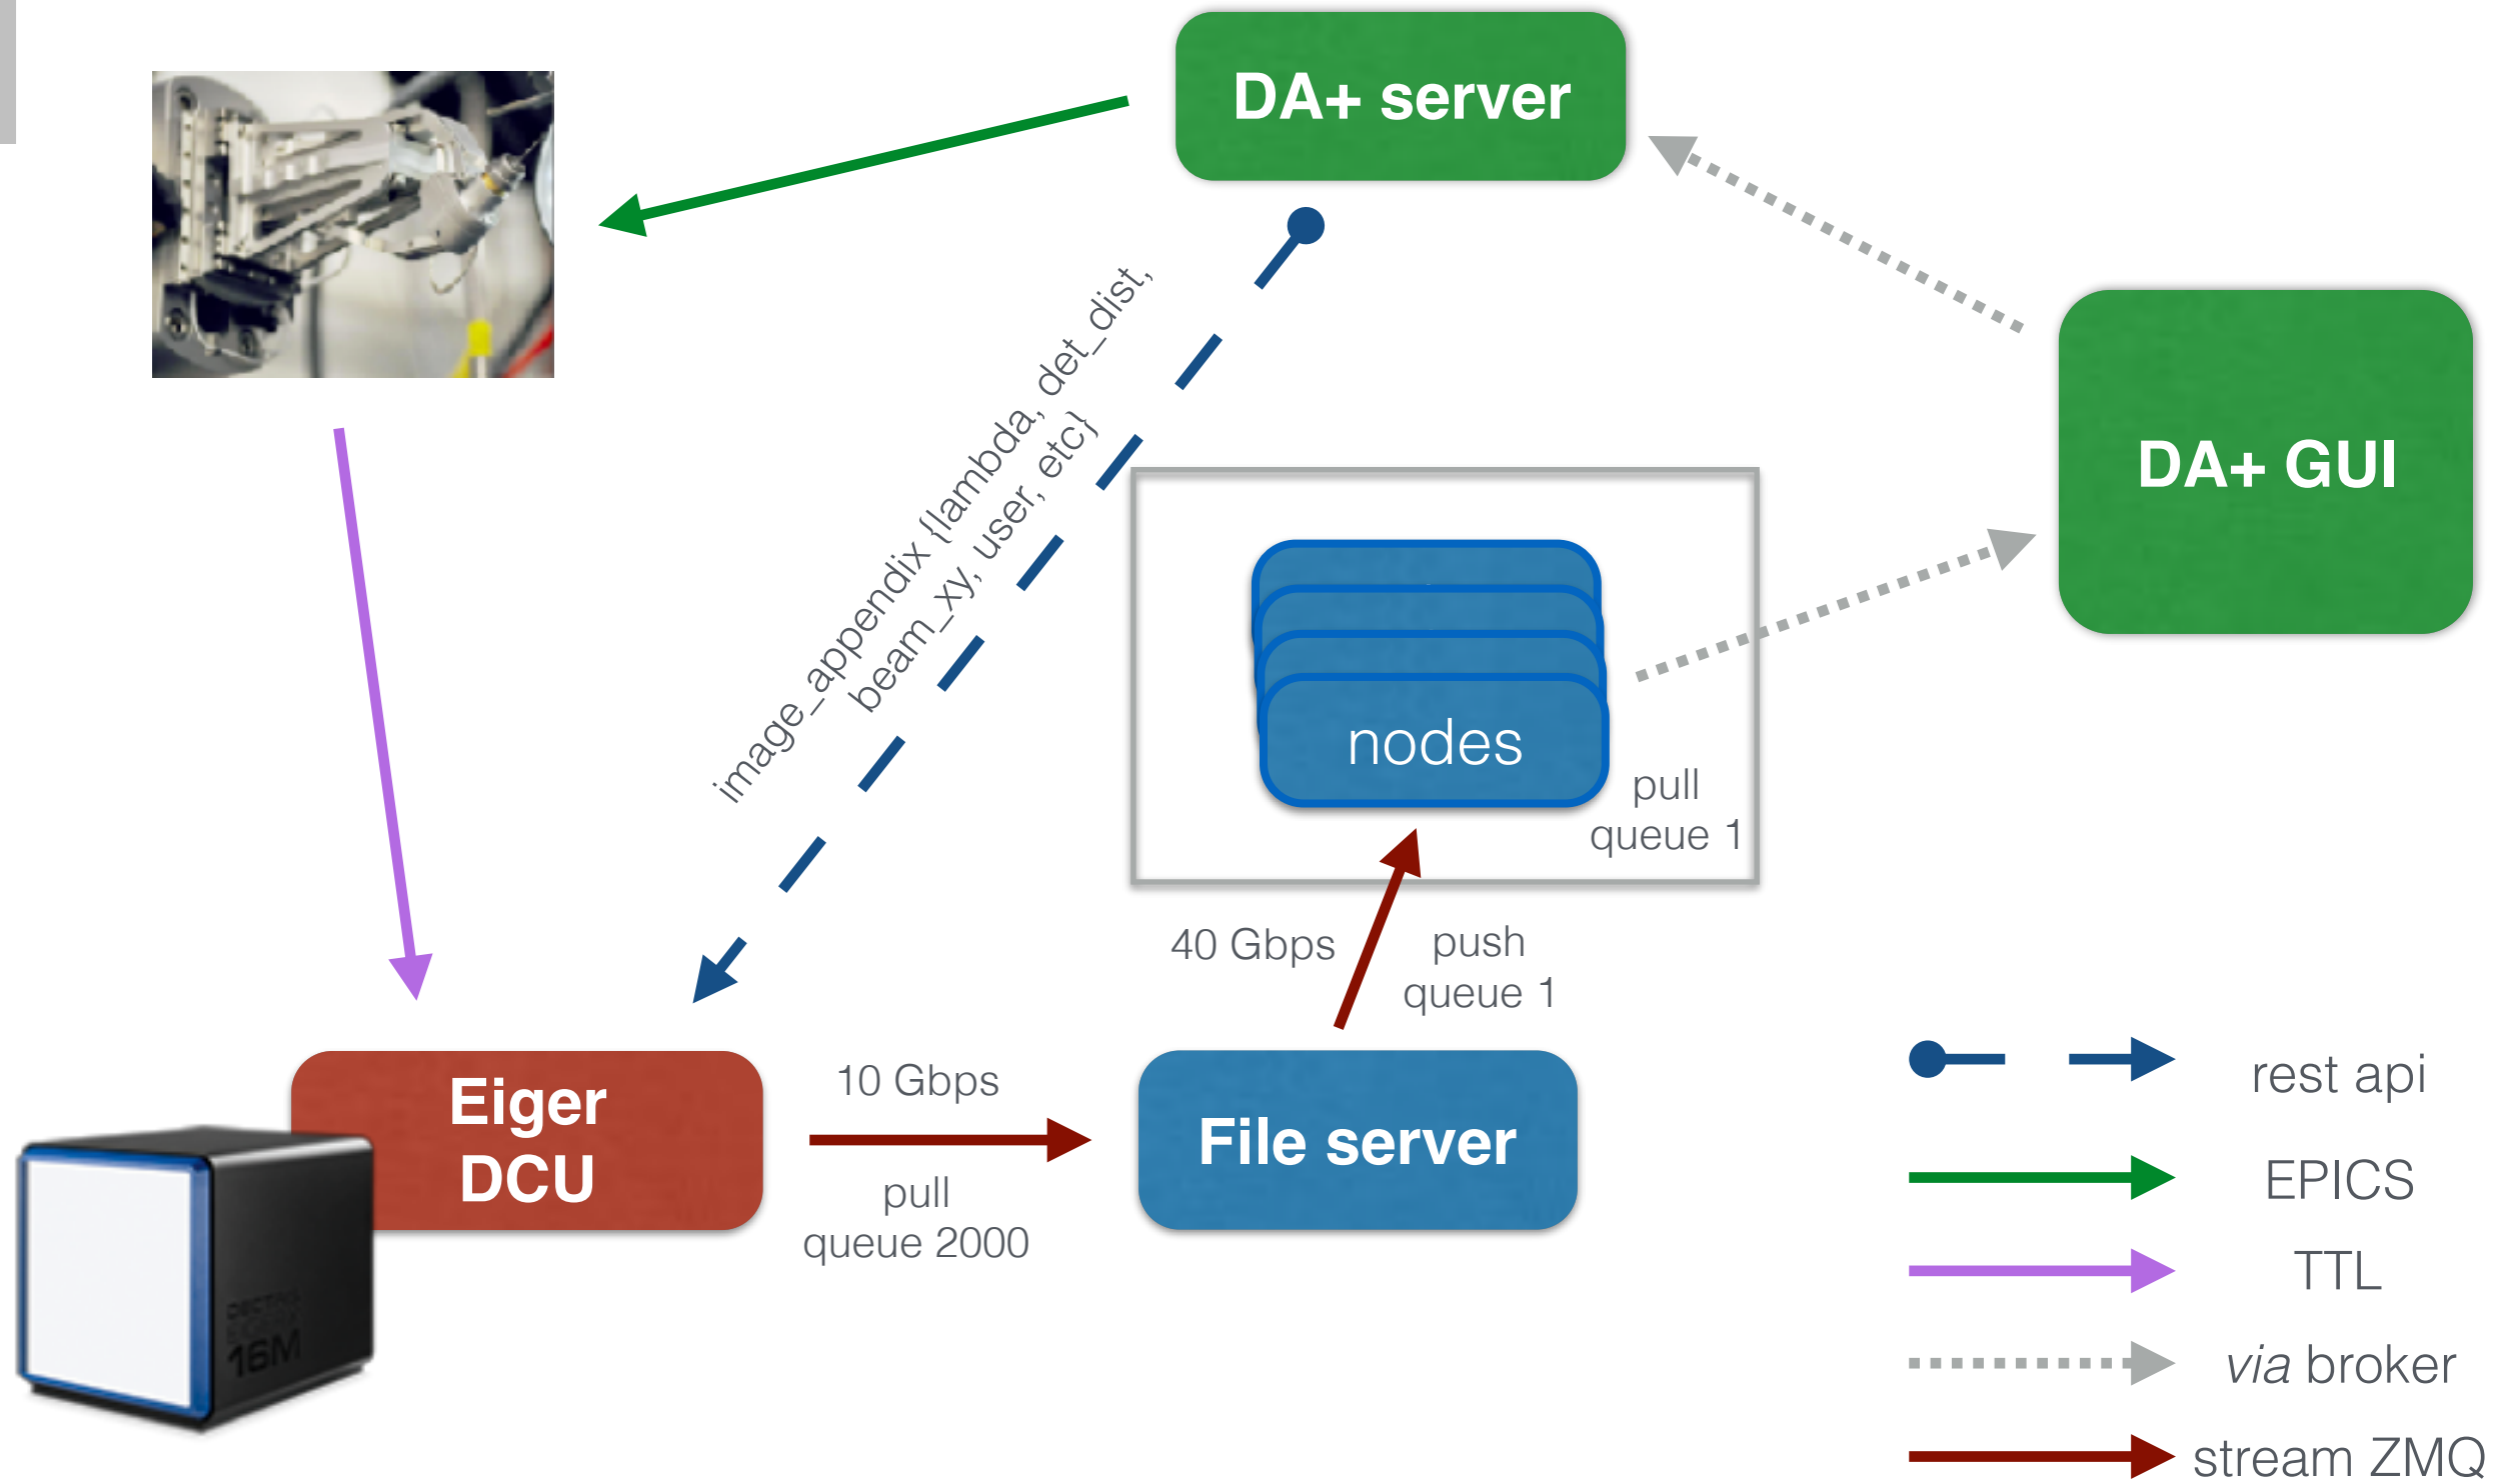 DA+ server
DA+ GUI
image_appendix {lambda, det_dist,
beam_xy, user, etc}
nodes
pull
queue 1
40 Gbps
push
queue 1
Eiger
DCU
10 Gbps
pull
queue 2000
File server
16M
rest api
EPICS
TTL
via broker
stream ZMQ